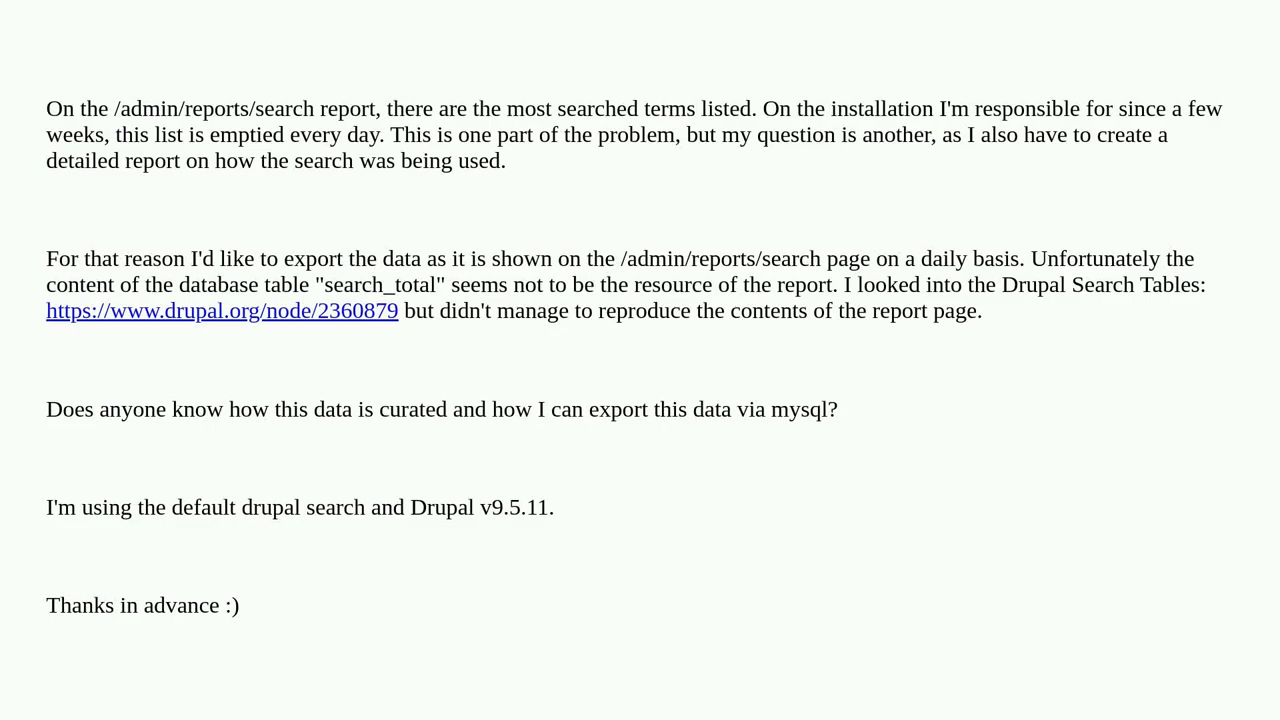 On the /admin/reports/search report, there are the most searched terms listed. On the installation I'm responsible for since a few
weeks, this list is emptied every day. This is one part of the problem, but my question is another, as I also have to create a
detailed report on how the search was being used.
For that reason I'd like to export the data as it is shown on the /admin/reports/search page on a daily basis. Unfortunately the
content of the database table "search_total" seems not to be the resource of the report. I looked into the Drupal Search Tables:
https://www.drupal.org/node/2360879 but didn't manage to reproduce the contents of the report page.
Does anyone know how this data is curated and how I can export this data via mysql?
I'm using the default drupal search and Drupal v9.5.11.
Thanks in advance :)